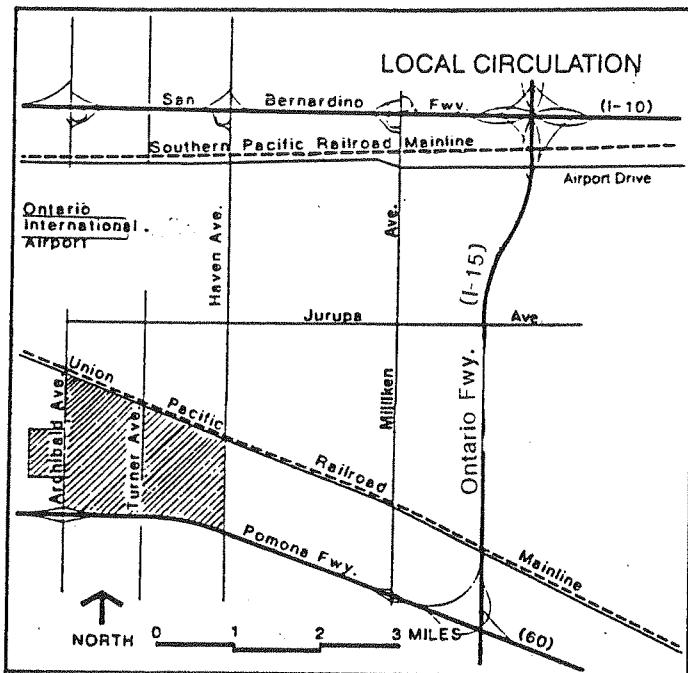 LOCAL CIRCULATION
San Bernardino Fwy. (I-10)
Southern Pacific Railroad Mainline
Airport Drive
Ontario
International
Airport
Haven Ave.
Milliken Ave.
(I-15)
Ontario Fwy.
Jurupa Ave
Union Pacific Railroad Mainline
Archibald Ave.
Turner Ave.
Pomona Fwy.
(60)
NORTH
0 1 2 3 MILES